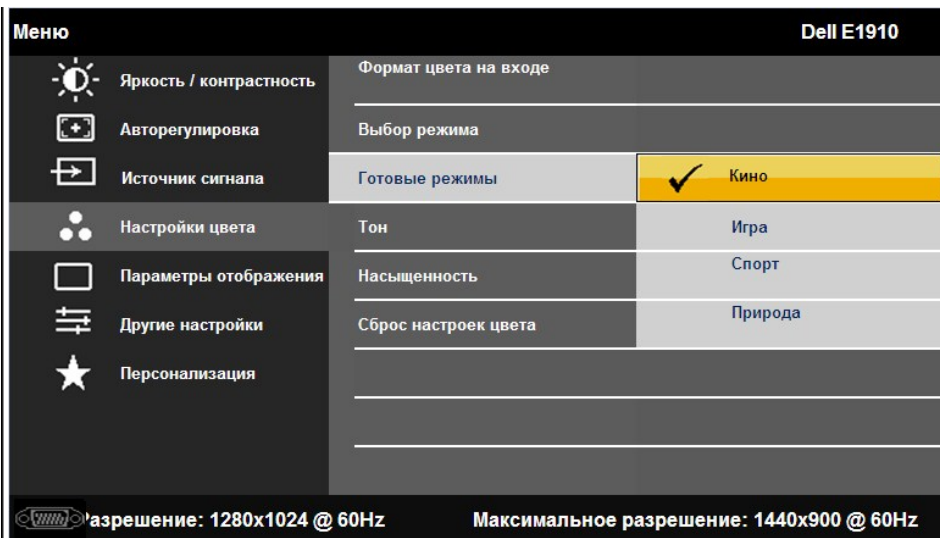 Меню
Dell E1910
Яркость / контрастность
Авторегулировка
Источник сигнала
Настройки цвета
Параметры отображения
Другие настройки
Персонализация
Формат цвета на входе
Выбор режима
Готовые режимы
Тон
Насыщенность
Сброс настроек цвета
Кино
Игра
Спорт
Природа
азрешение: 1280x1024 @ 60Hz
Максимальное разрешение: 1440x900 @ 60Hz